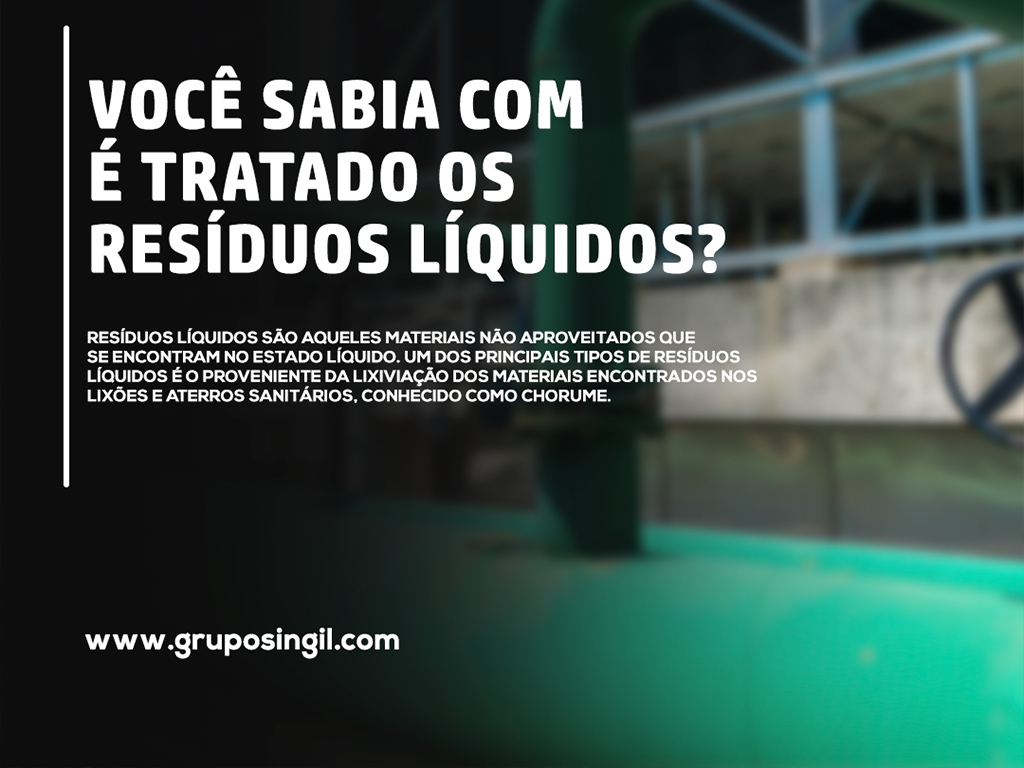 VOCÊ SABIA COM
É TRATADO OS
RESÍDUOS LÍQUIDOS?
RESÍDUOS LÍQUIDOS SÃO AQUELES MATERIAIS NÃO APROVEITADOS QUE
SE ENCONTRAM NO ESTADO LÍQUIDO. UM DOS PRINCIPAIS TIPOS DE RESÍDUOS
LÍQUIDOS É O PROVENIENTE DA LIXIVIAÇÃO DOS MATERIAIS ENCONTRADOS NOS
LIXÕES E ATERROS SANITÁRIOS, CONHECIDO COMO CHORUME.
www.gruposingil.com